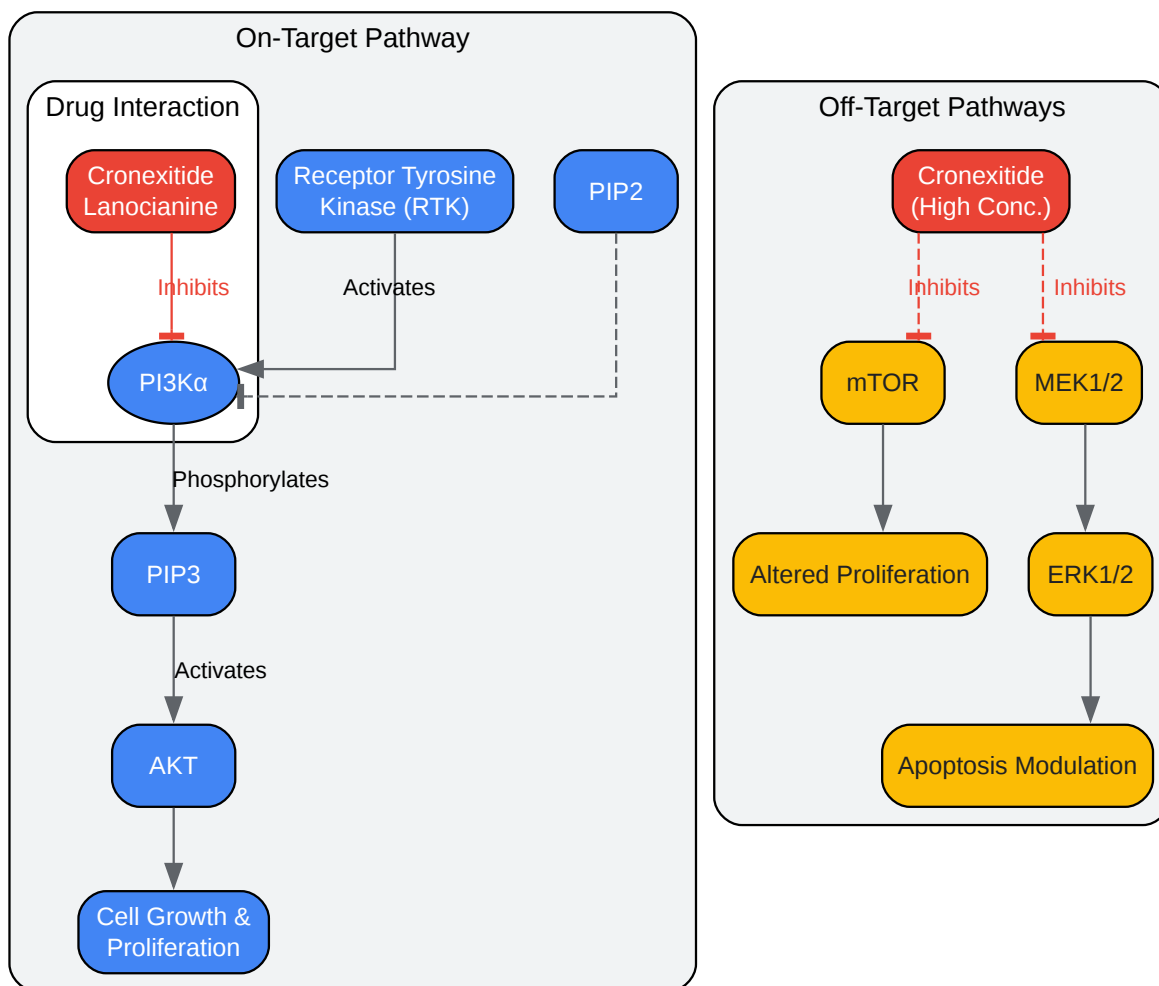 On-Target Pathway
Drug Interaction
Cronexitide
Lanocianine
Receptor Tyrosine
Kinase (RTK)
PIP2
Inhibits
Activates
PI3Kα
Phosphorylates
PIP3
Activates
AKT
Cell Growth &
Proliferation
Off-Target Pathways
Cronexitide
(High Conc.)
Inhibits
Inhibits
mTOR
MEK1/2
Altered Proliferation
ERK1/2
Apoptosis Modulation